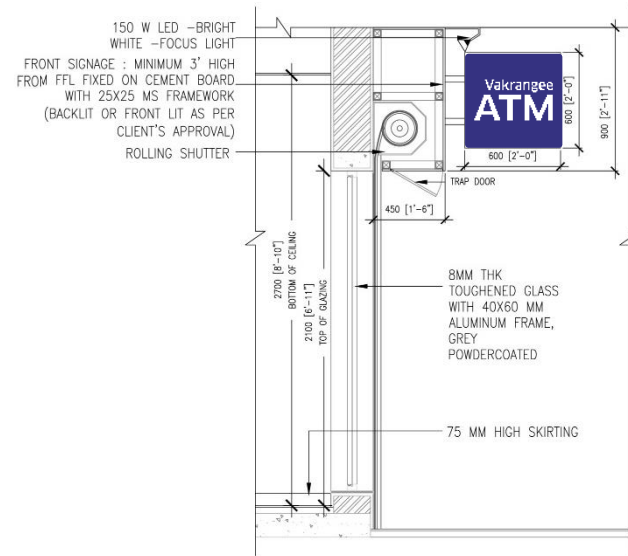 150 W LED -BRIGHT
WHITE -FOCUS LIGHT
FRONT SIGNAGE : MINIMUM 3' HIGH
FROM FFL FIXED ON CEMENT BOARD
WITH 25X25 MS FRAMEWORK
(BACKLIT OR FRONT LIT AS PER
CLIENT'S APPROVAL)
ROLLING SHUTTER
Vakrangee
ATM
600 [2'-0"]
600 [2'-0"]
900 [2'-11"]
TRAP DOOR
450 [1'-6"]
2700 [8'-10"]
BOTTOM OF CEILING
2100 [6'-11"]
TOP OF GLAZING
8MM THK
TOUGHENED GLASS
WITH 40X60 MM
ALUMINUM FRAME,
GREY
POWDERCOATED
75 MM HIGH SKIRTING